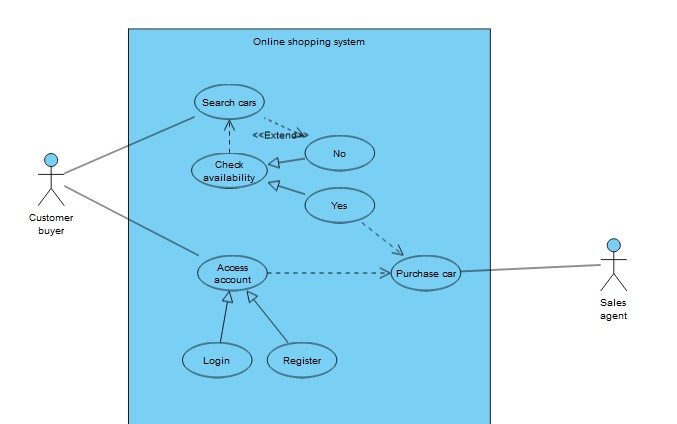 Online shopping system
Search cars
<<Extend>>
No
Check
availability
Yes
Customer
buyer
Access
account
Purchase car
Sales
agent
Login
Register